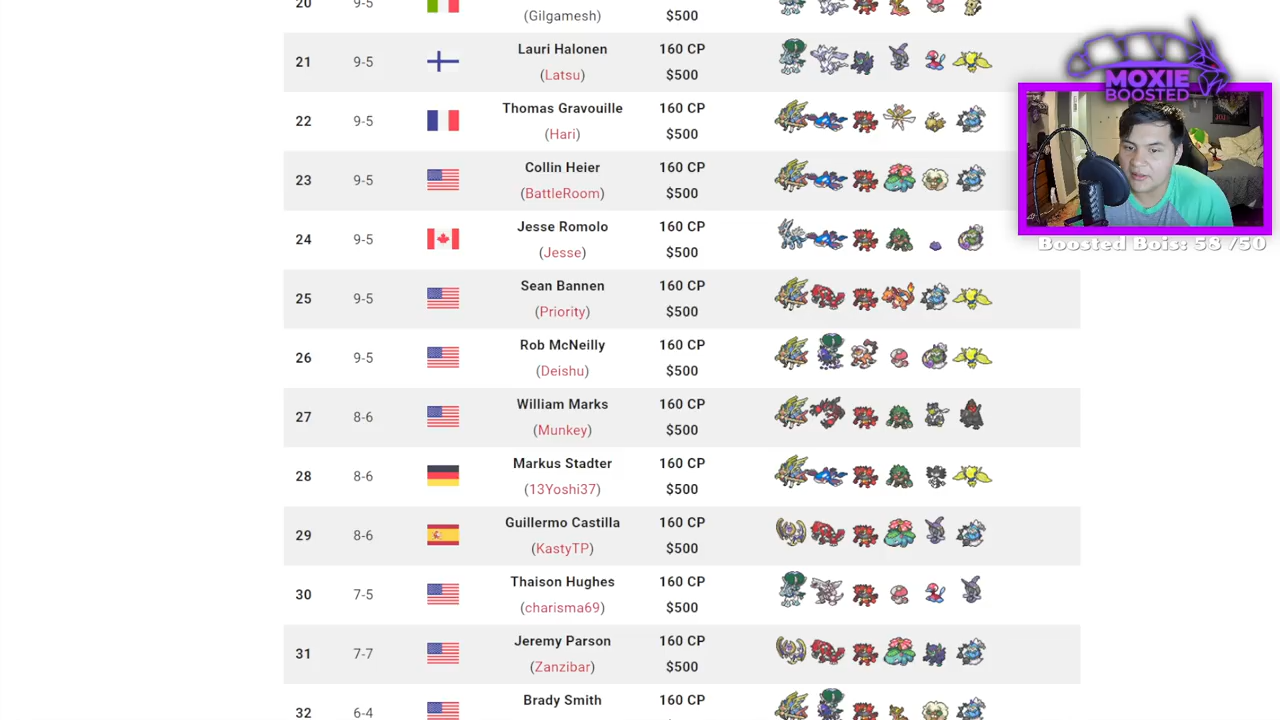 20 9-5 (Gilgamesh) $500
21 9-5 Lauri Halonen 160 CP
(Latsu) $500
22 9-5 Thomas Gravouille 160 CP
(Hari) $500
23 9-5 Collin Heier 160 CP
(BattleRoom) $500
24 9-5 Jesse Romolo 160 CP
(Jesse) $500
25 9-5 Sean Bannen 160 CP
(Priority) $500
26 9-5 Rob McNeilly 160 CP
(Deishu) $500
27 8-6 William Marks 160 CP
(Munkey) $500
28 8-6 Markus Stadter 160 CP
(13Yoshi37) $500
29 8-6 Guillermo Castilla 160 CP
(KastyTP) $500
30 7-5 Thaison Hughes 160 CP
(charisma69) $500
31 7-7 Jeremy Parson 160 CP
(Zanzibar) $500
32 6-4 Brady Smith 160 CP
MOXIE
BOOSTED
Boosted Bois: 58 /50